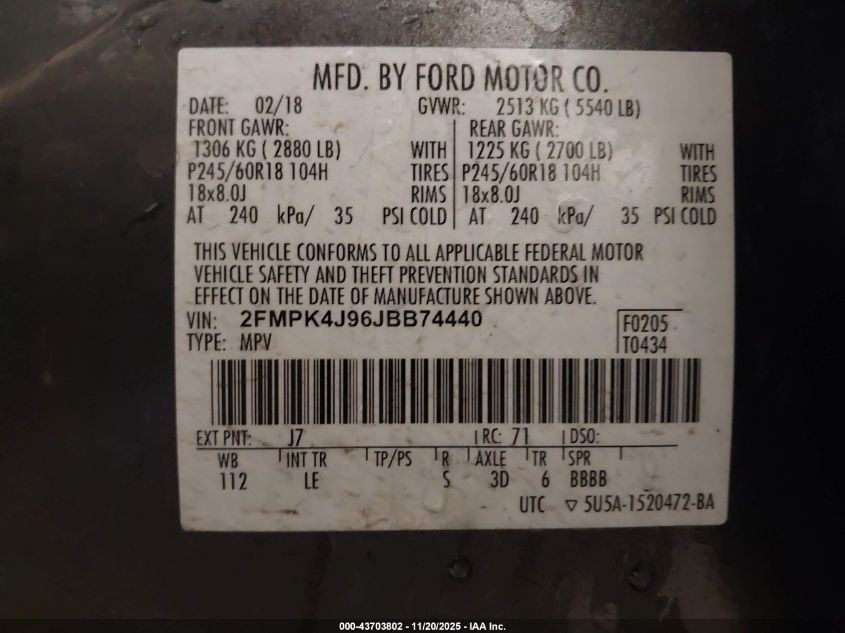 MFD. BY FORD MOTOR CO.
DATE: 02/18 GVWR: 2513 KG ( 5540 LB)
FRONT GAWR: REAR GAWR:
1306 KG ( 2880 LB) WITH 1225 KG ( 2700 LB) WITH
P245/60R18 104H TIRES P245/60R18 104H TIRES
18x8.0J RIMS 18x8.0J RIMS
AT 240 kPa/ 35 PSI COLD AT 240 kPa/ 35 PSI COLD
THIS VEHICLE CONFORMS TO ALL APPLICABLE FEDERAL MOTOR
VEHICLE SAFETY AND THEFT PREVENTION STANDARDS IN
EFFECT ON THE DATE OF MANUFACTURE SHOWN ABOVE.
VIN: 2FMPK4J96JBB74440 F0205
TYPE: MPV T0434
EXT PNT: J7 RC: 71 DSO:
WB INT TR TP/PS R AXLE TR SPR
112 LE S 3D 6 BBBB
UTC ▽ 5U5A-1520472-BA
000-43703802 - 11/20/2025 - IAA Inc.